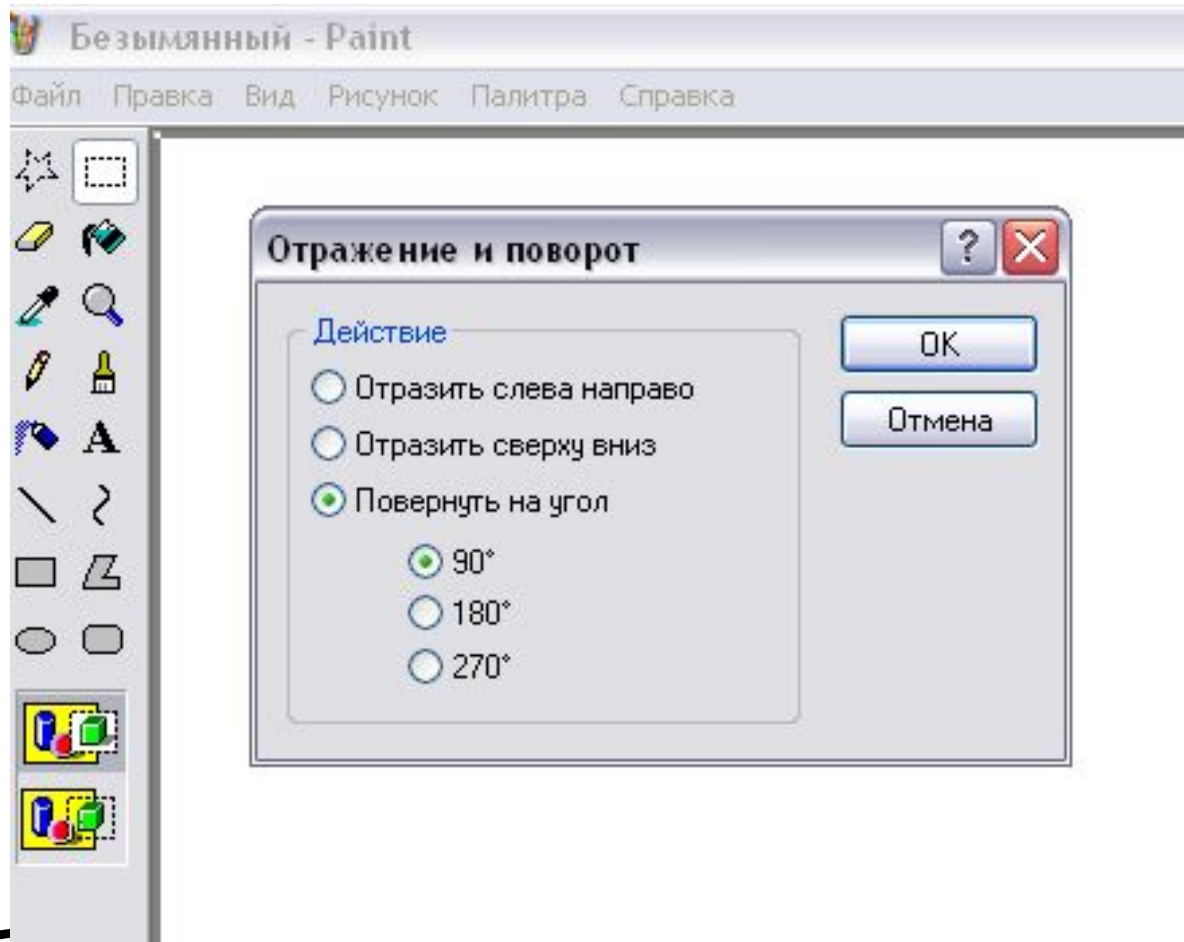 Безымянный - Paint
Файл Правка Вид Рисунок Палитра Справка
A
Отражение и поворот
?
Действие
Отразить слева направо
Отразить сверху вниз
Повернуть на угол
90°
180°
270°
OK
Отмена